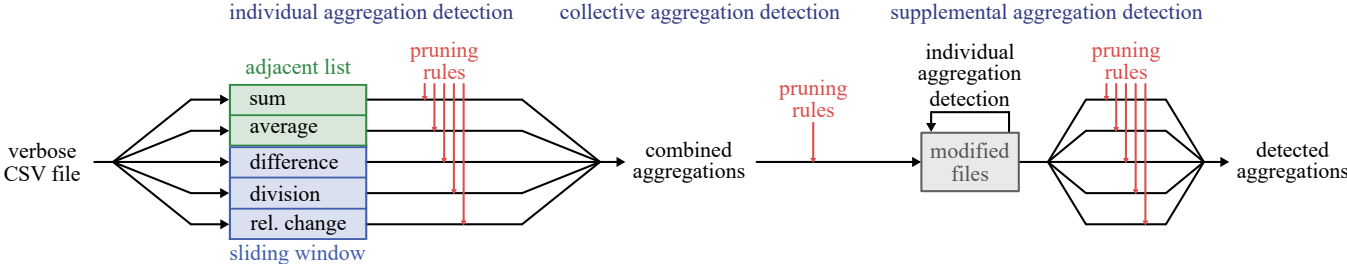 individual aggregation detection
collective aggregation detection
supplemental aggregation detection
verbose
CSV file
adjacent list
sum
average
difference
division
rel. change
sliding window
pruning
rules
combined
aggregations
pruning
rules
individual
aggregation
detection
modified
files
pruning
rules
detected
aggregations